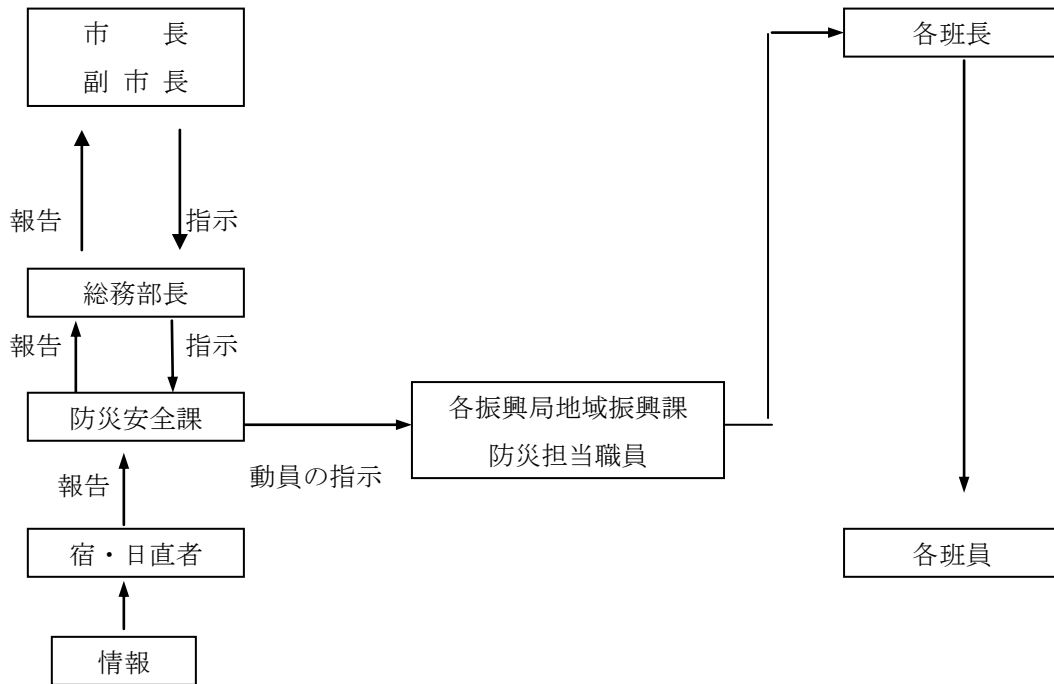 市　　長
副 市 長
各班長
報告
指示
総務部長
報告
指示
防災安全課
各振興局地域振興課
防災担当職員
動員の指示
報告
宿・日直者
各班員
情報